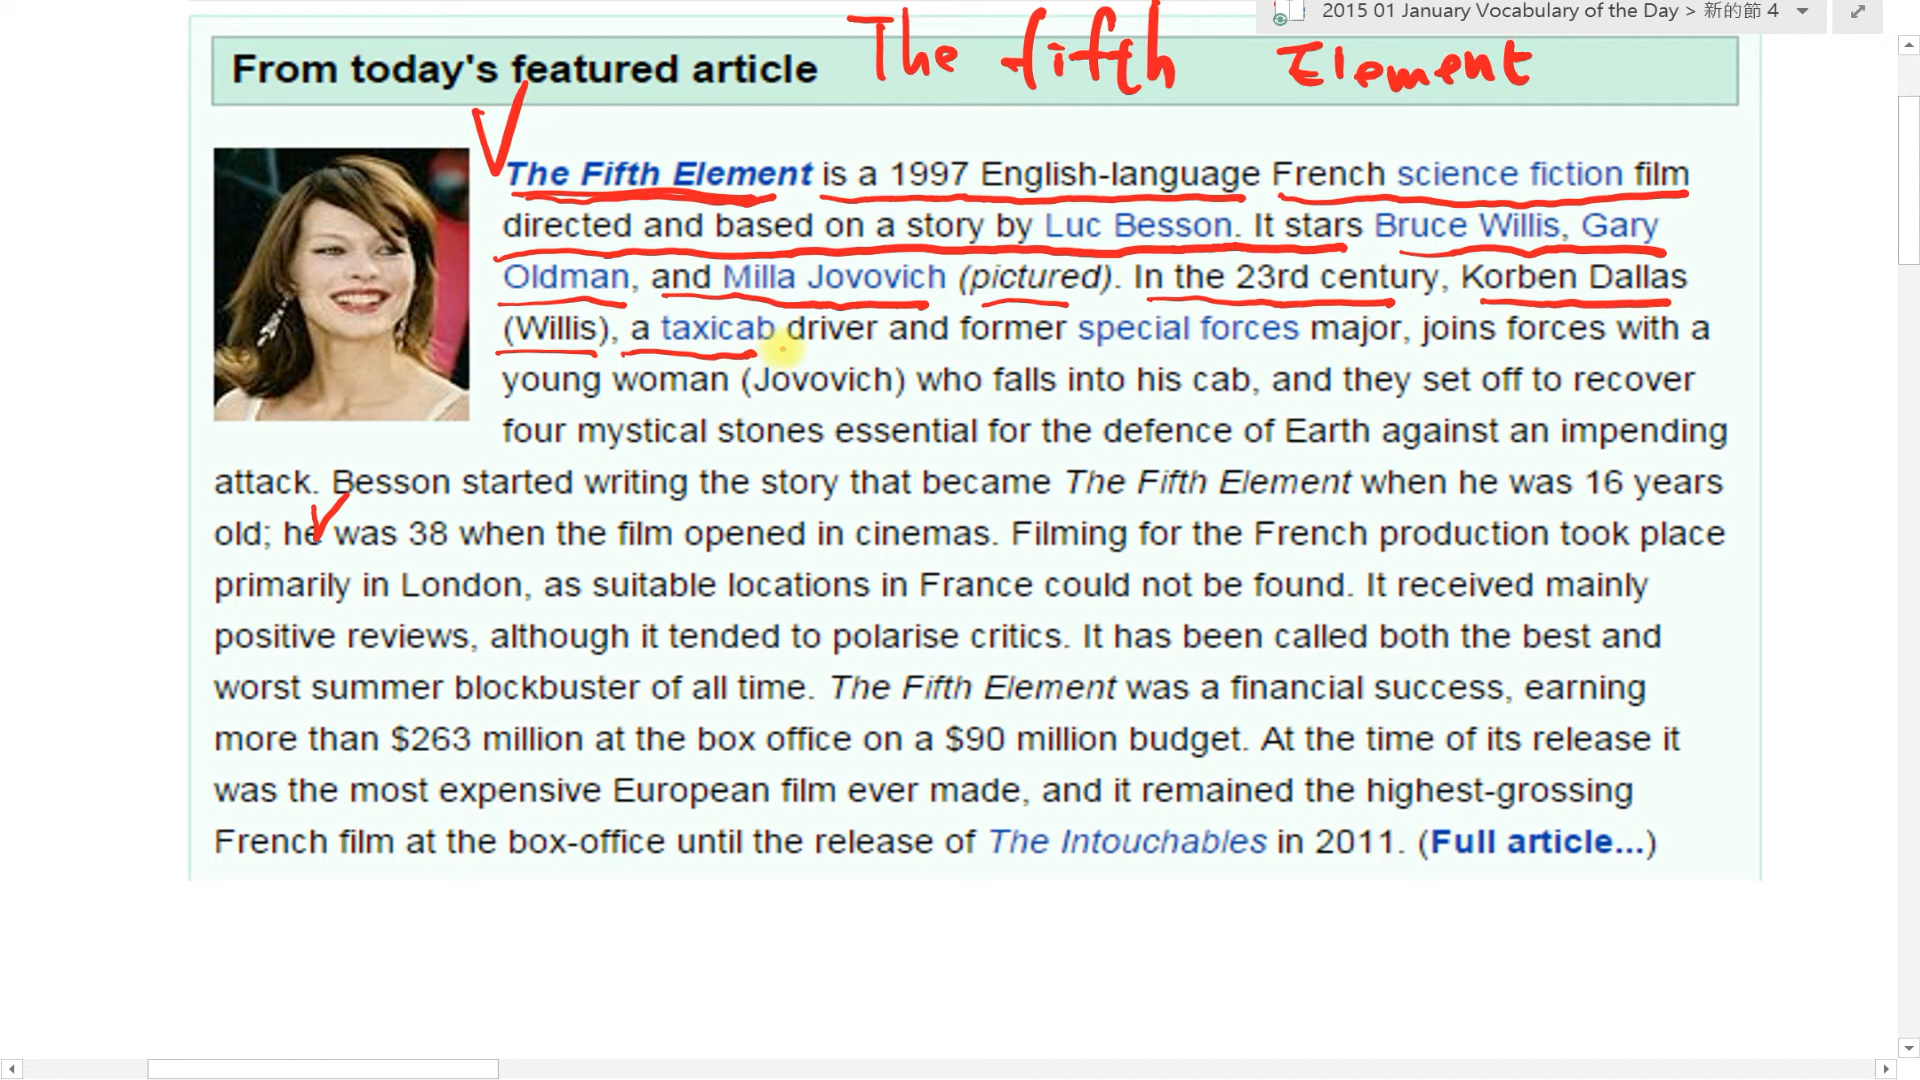 2015 01 January Vocabulary of the Day > 新的節 4
From today's featured article The fifth Element
The Fifth Element is a 1997 English-language French science fiction film
directed and based on a story by Luc Besson. It stars Bruce Willis, Gary
Oldman, and Milla Jovovich (pictured). In the 23rd century, Korben Dallas
(Willis), a taxicab driver and former special forces major, joins forces with a
young woman (Jovovich) who falls into his cab, and they set off to recover
four mystical stones essential for the defence of Earth against an impending
attack. Besson started writing the story that became The Fifth Element when he was 16 years
old; he was 38 when the film opened in cinemas. Filming for the French production took place
primarily in London, as suitable locations in France could not be found. It received mainly
positive reviews, although it tended to polarise critics. It has been called both the best and
worst summer blockbuster of all time. The Fifth Element was a financial success, earning
more than $263 million at the box office on a $90 million budget. At the time of its release it
was the most expensive European film ever made, and it remained the highest-grossing
French film at the box-office until the release of The Intouchables in 2011. (Full article...)